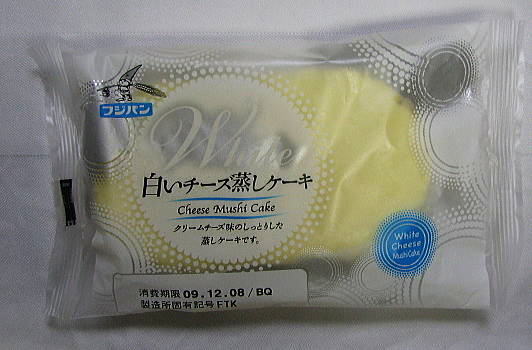 フジパン
White
白いチーズ蒸しケーキ
Cheese Mushi Cake
クリームチーズ味のしっとりした
蒸しケーキです。
White
Cheese
MushiCake
消費期限 09.12.08/BQ
製造所固有記号 FTK